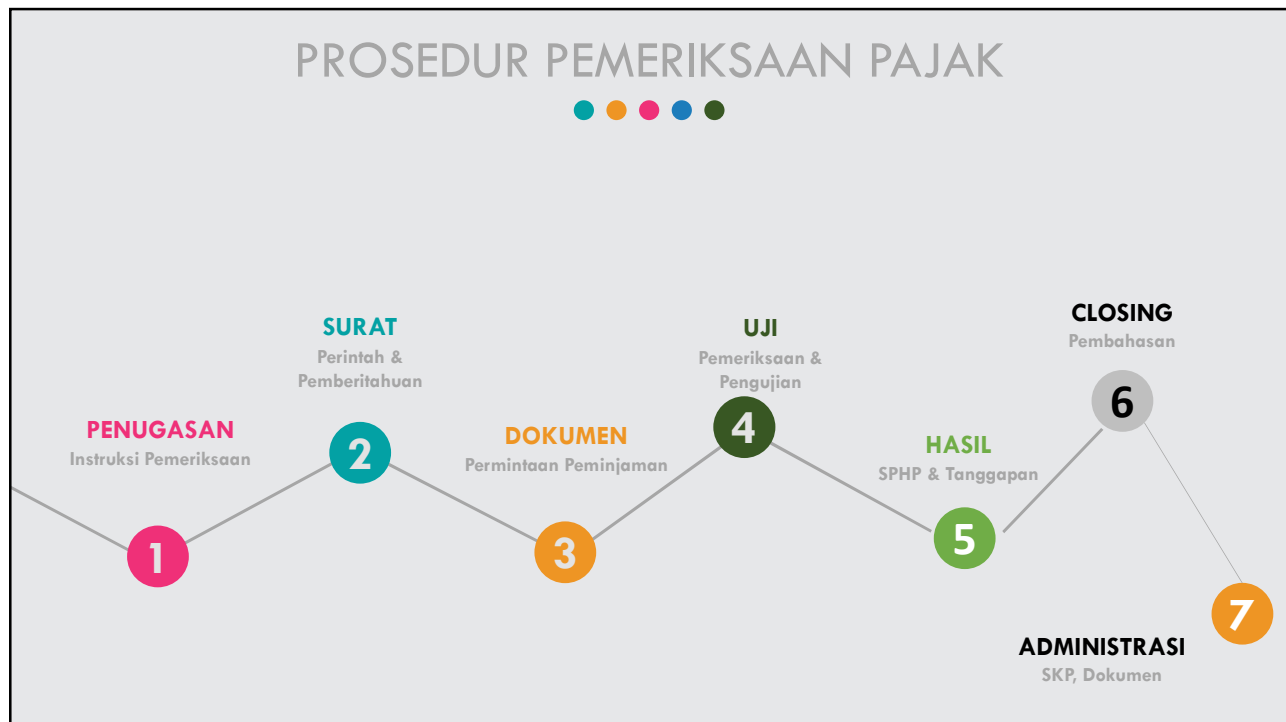 PROSEDUR PEMERIKSAAN PAJAK
PENUGASAN
Instruksi Pemeriksaan
1
SURAT
Perintah &
Pemberitahuan
2
DOKUMEN
Permintaan Peminjaman
3
UJI
Pemeriksaan &
Pengujian
4
HASIL
SPHP & Tanggapan
5
CLOSING
Pembahasan
6
7
ADMINISTRASI
SKP, Dokumen